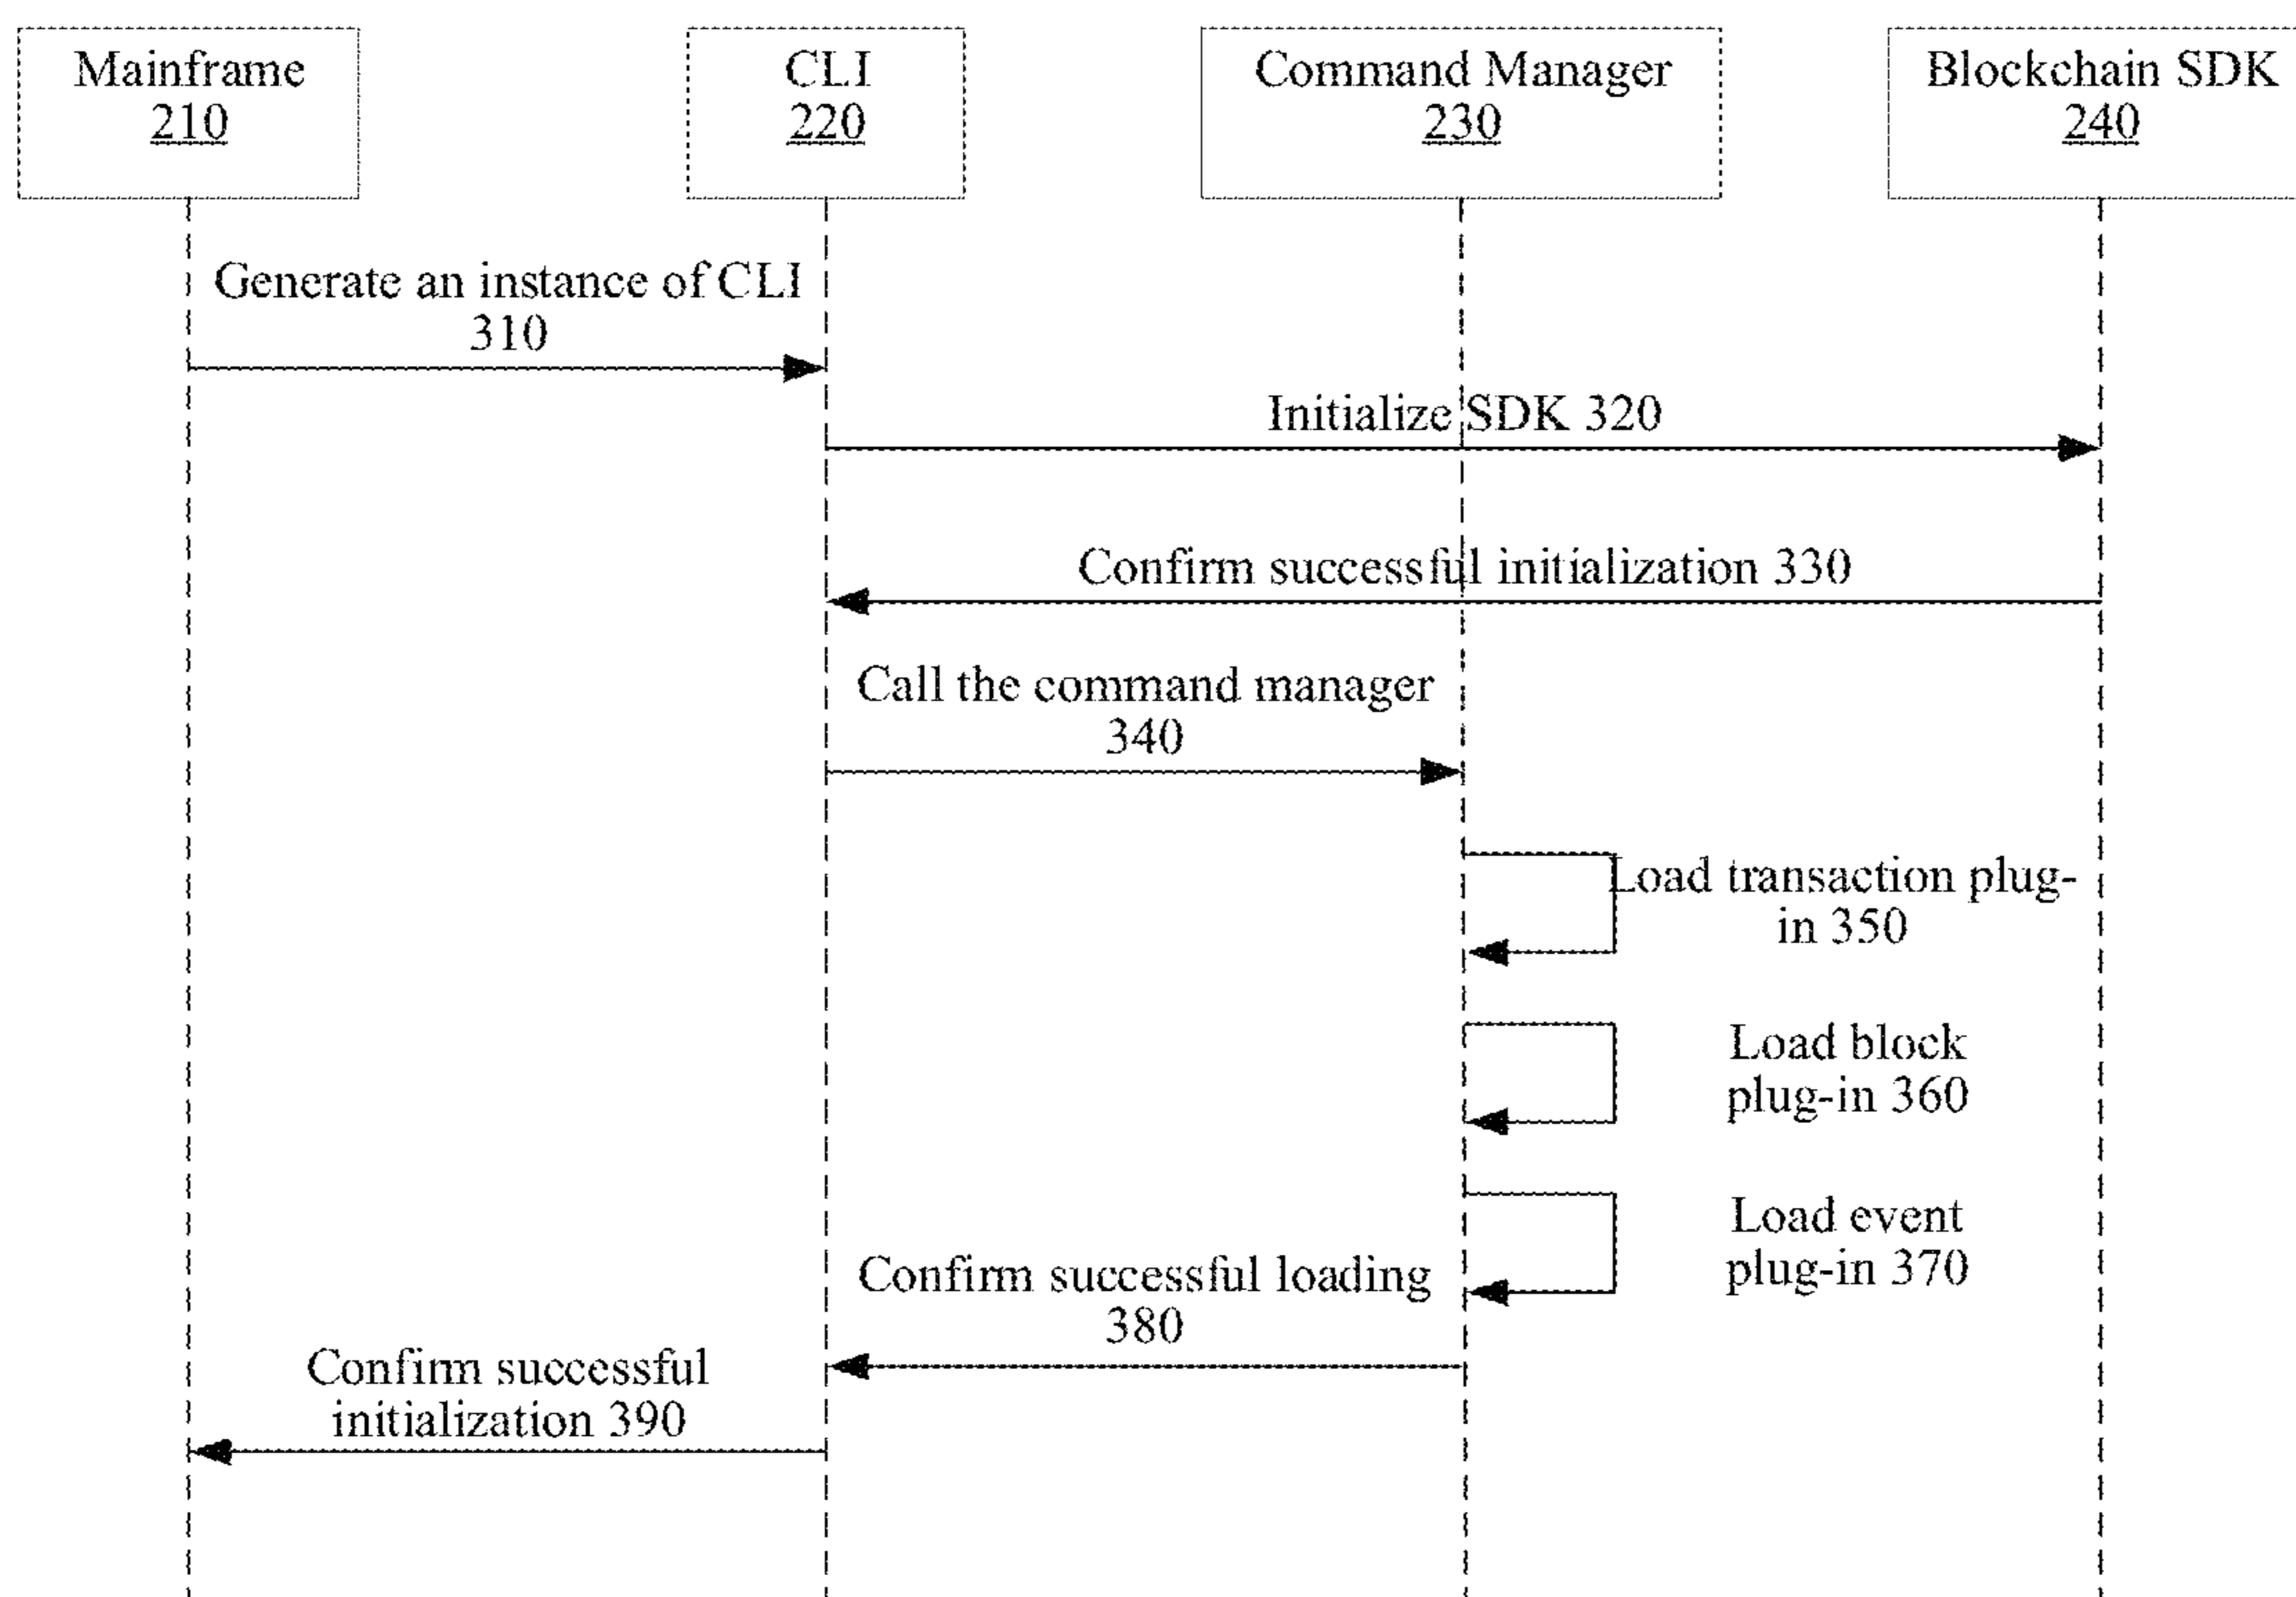 Mainframe
210
CLI
220
Command Manager
230
Blockchain SDK
240
Generate an instance of CLI
310
Initialize SDK 320
Confirm successful initialization 330
Call the command manager
340
Load transaction plug-
in 350
Load block
plug-in 360
Load event
plug-in 370
Confirm successful loading
380
Confirm successful
initialization 390